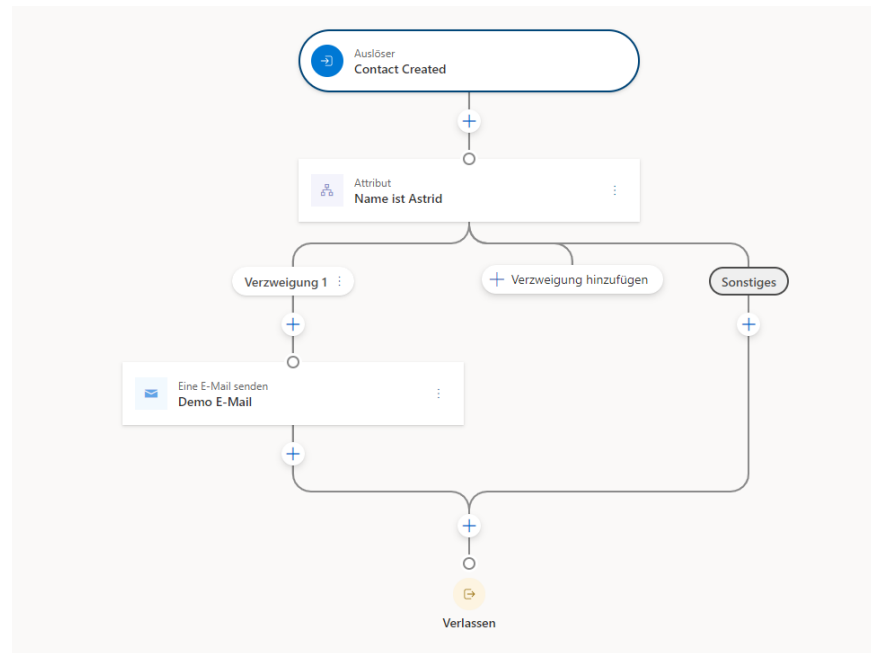 Auslöser
Contact Created
Attribut
Name ist Astrid
Verzweigung 1
Verzweigung hinzufügen
Sonstiges
Eine E-Mail senden
Demo E-Mail
Verlassen